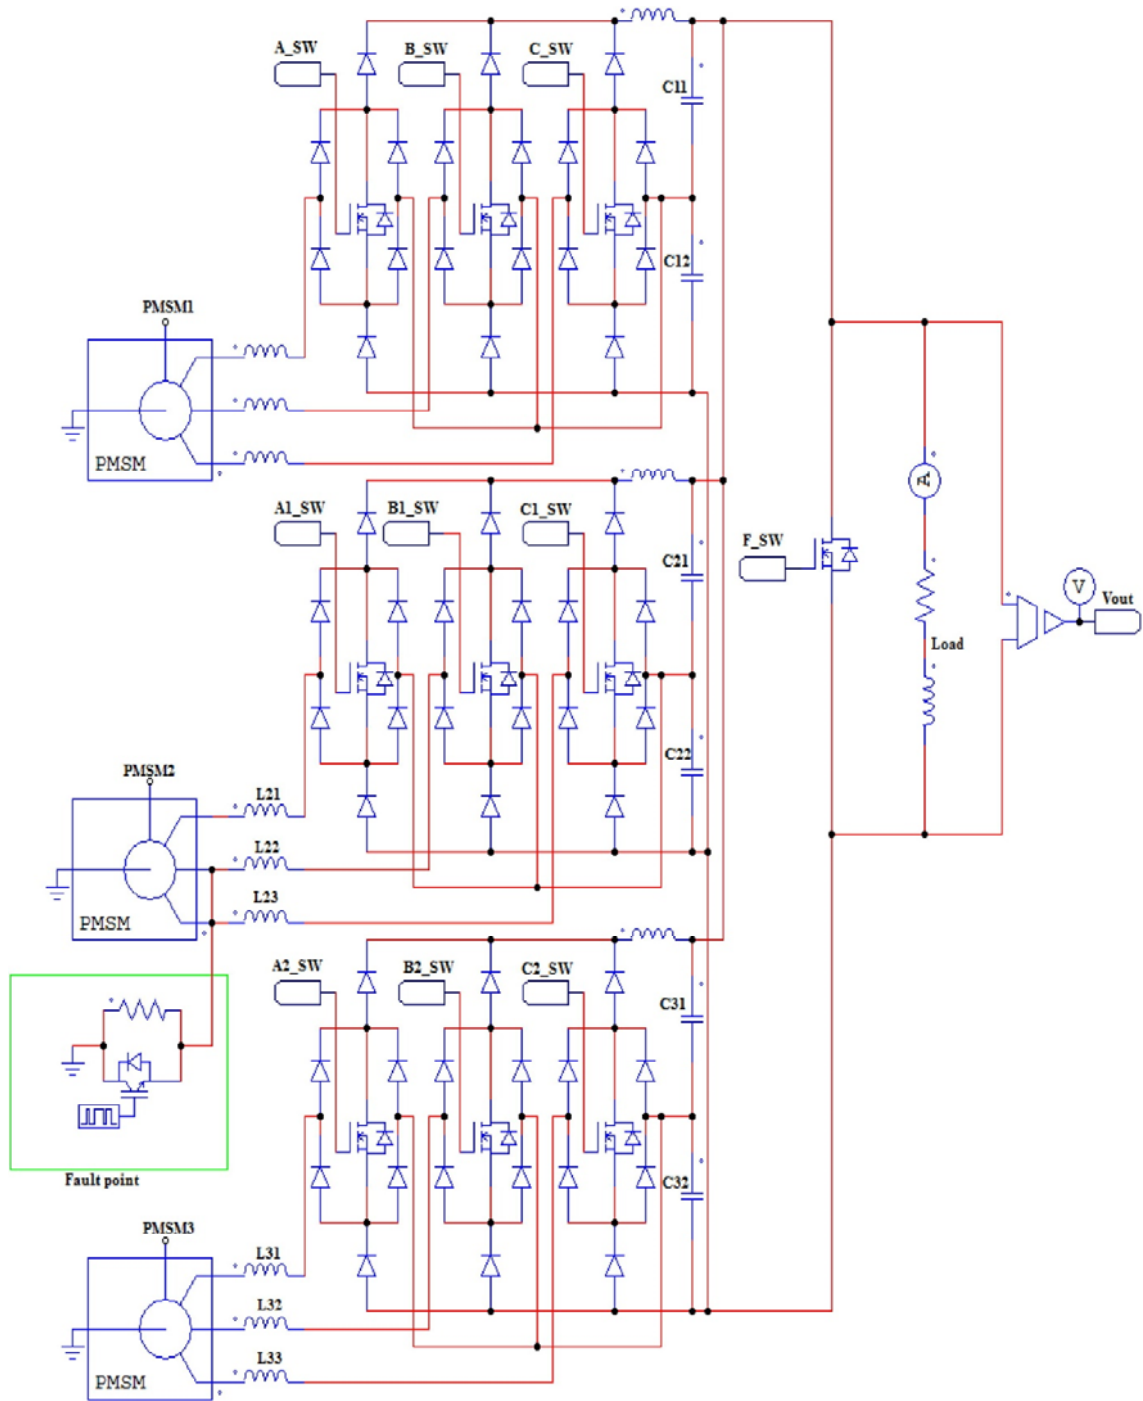 A_SW
B_SW
C_SW
C11
C12
PMSM1
PMSM
A1_SW
B1_SW
C1_SW
C21
A
F_SW
V
Vout
Load
C22
PMSM2
L21
L22
L23
PMSM
A2_SW
B2_SW
C2_SW
C31
Fault point
C32
PMSM3
L31
L32
L33
PMSM